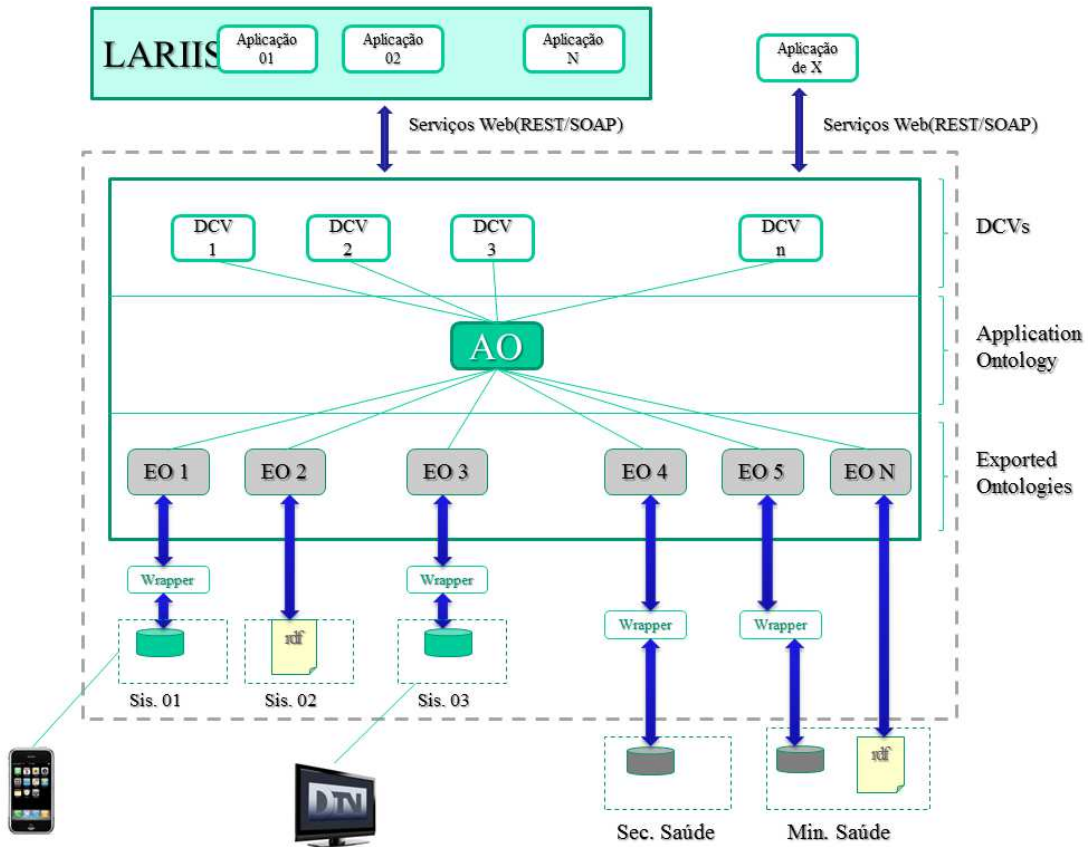 LARIIS
Aplicação
01
Aplicação
02
Aplicação
N
Aplicação
de X
Serviços Web(REST/SOAP)
Serviços Web(REST/SOAP)
DCV
1
DCV
2
DCV
3
DCV
n
DCVs
AO
Application
Ontology
EO 1
EO 2
EO 3
EO 4
EO 5
EO N
Exported
Ontologies
Wrapper
Wrapper
Wrapper
Wrapper
rdf
Sis. 01
Sis. 02
Sis. 03
rdf
DTV
Sec. Saúde
Min. Saúde